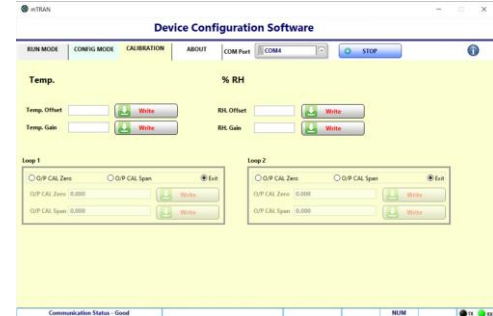 mTRAN
Device Configuration Software
RUN MODE CONFIG MODE CALIBRATION ABOUT COM Port COM4 STOP
Temp. % RH
Temp. Offset Write RH. Offset Write
Temp. Gain Write RH. Gain Write
Loop 1 Loop 2
O/P CAL Zero O/P CAL Span Exit O/P CAL Zero O/P CAL Span Exit
O/P CAL Zero 0.000 Write O/P CAL Zero 0.000 Write
O/P CAL Span 0.000 Write O/P CAL Span 0.000 Write
Communication Status - Good NUM TX RX